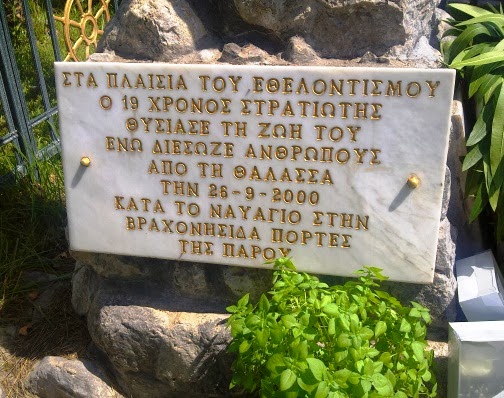 ΣΤΑ ΠΛΑΙΣΙΑ ΤΟΥ ΕΘΕΛΟΝΤΙΣΜΟΥ
Ο 19 ΧΡΟΝΟΣ ΣΤΡΑΤΙΩΤΗΣ
ΘΥΣΙΑΣΕ ΤΗ ΖΩΗ ΤΟΥ
ΕΝΩ ΔΙΕΣΩΖΕ ΑΝΘΡΩΠΟΥΣ
ΑΠΟ ΤΗ ΘΑΛΑΣΣΑ
ΤΗΝ 26-9-2000
ΚΑΤΑ ΤΟ ΝΑΥΑΓΙΟ ΣΤΗΝ
ΒΡΑΧΟΝΗΣΙΔΑ ΠΟΡΤΕΣ
ΤΗΣ ΠΑΡΟΥ